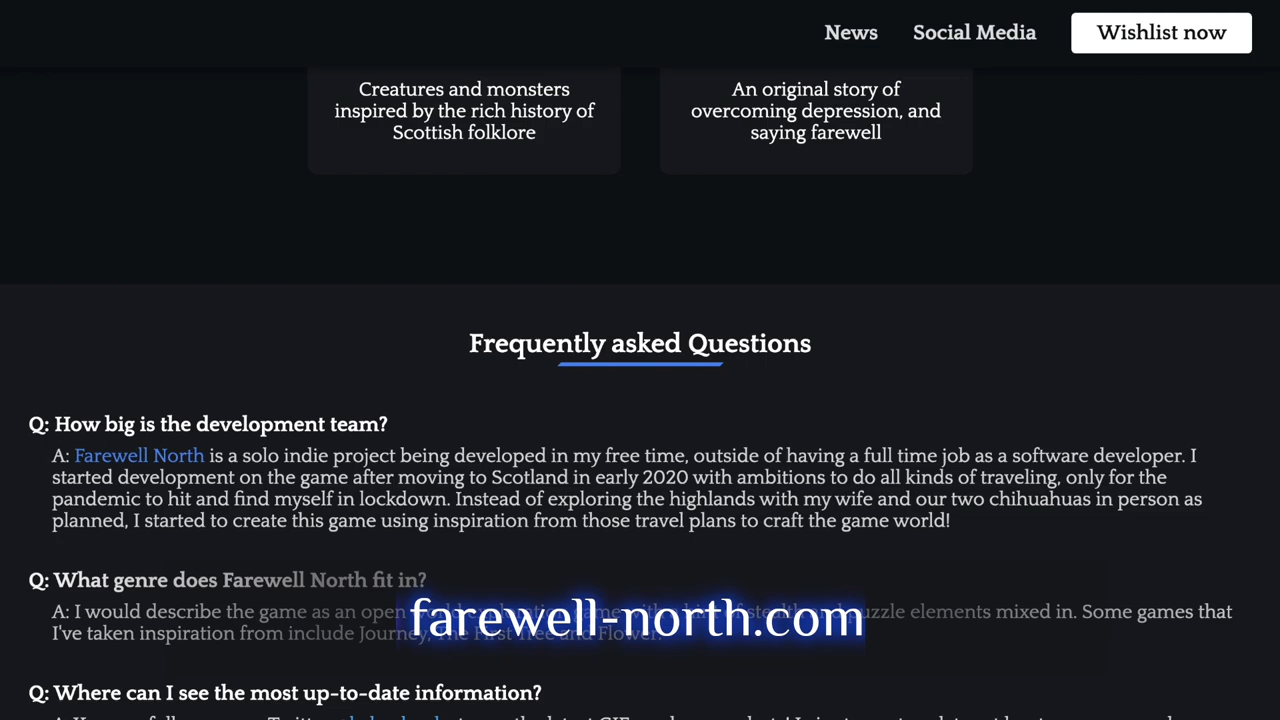 News Social Media Wishlist now
Creatures and monsters
inspired by the rich history of
Scottish folklore
An original story of
overcoming depression, and
saying farewell
Frequently asked Questions
Q: How big is the development team?
A: Farewell North is a solo indie project being developed in my free time, outside of having a full time job as a software developer. I
started development on the game after moving to Scotland in early 2020 with ambitions to do all kinds of traveling, only for the
pandemic to hit and find myself in lockdown. Instead of exploring the highlands with my wife and our two chihuahuas in person as
planned, I started to create this game using inspiration from those travel plans to craft the game world!
Q: What genre does Farewell North fit in?
A: I would describe the game as an open puzzle elements mixed in. Some games that
I've taken inspiration from include Journey, The First Tree and Flower.
farewell-north.com
Q: Where can I see the most up-to-date information?